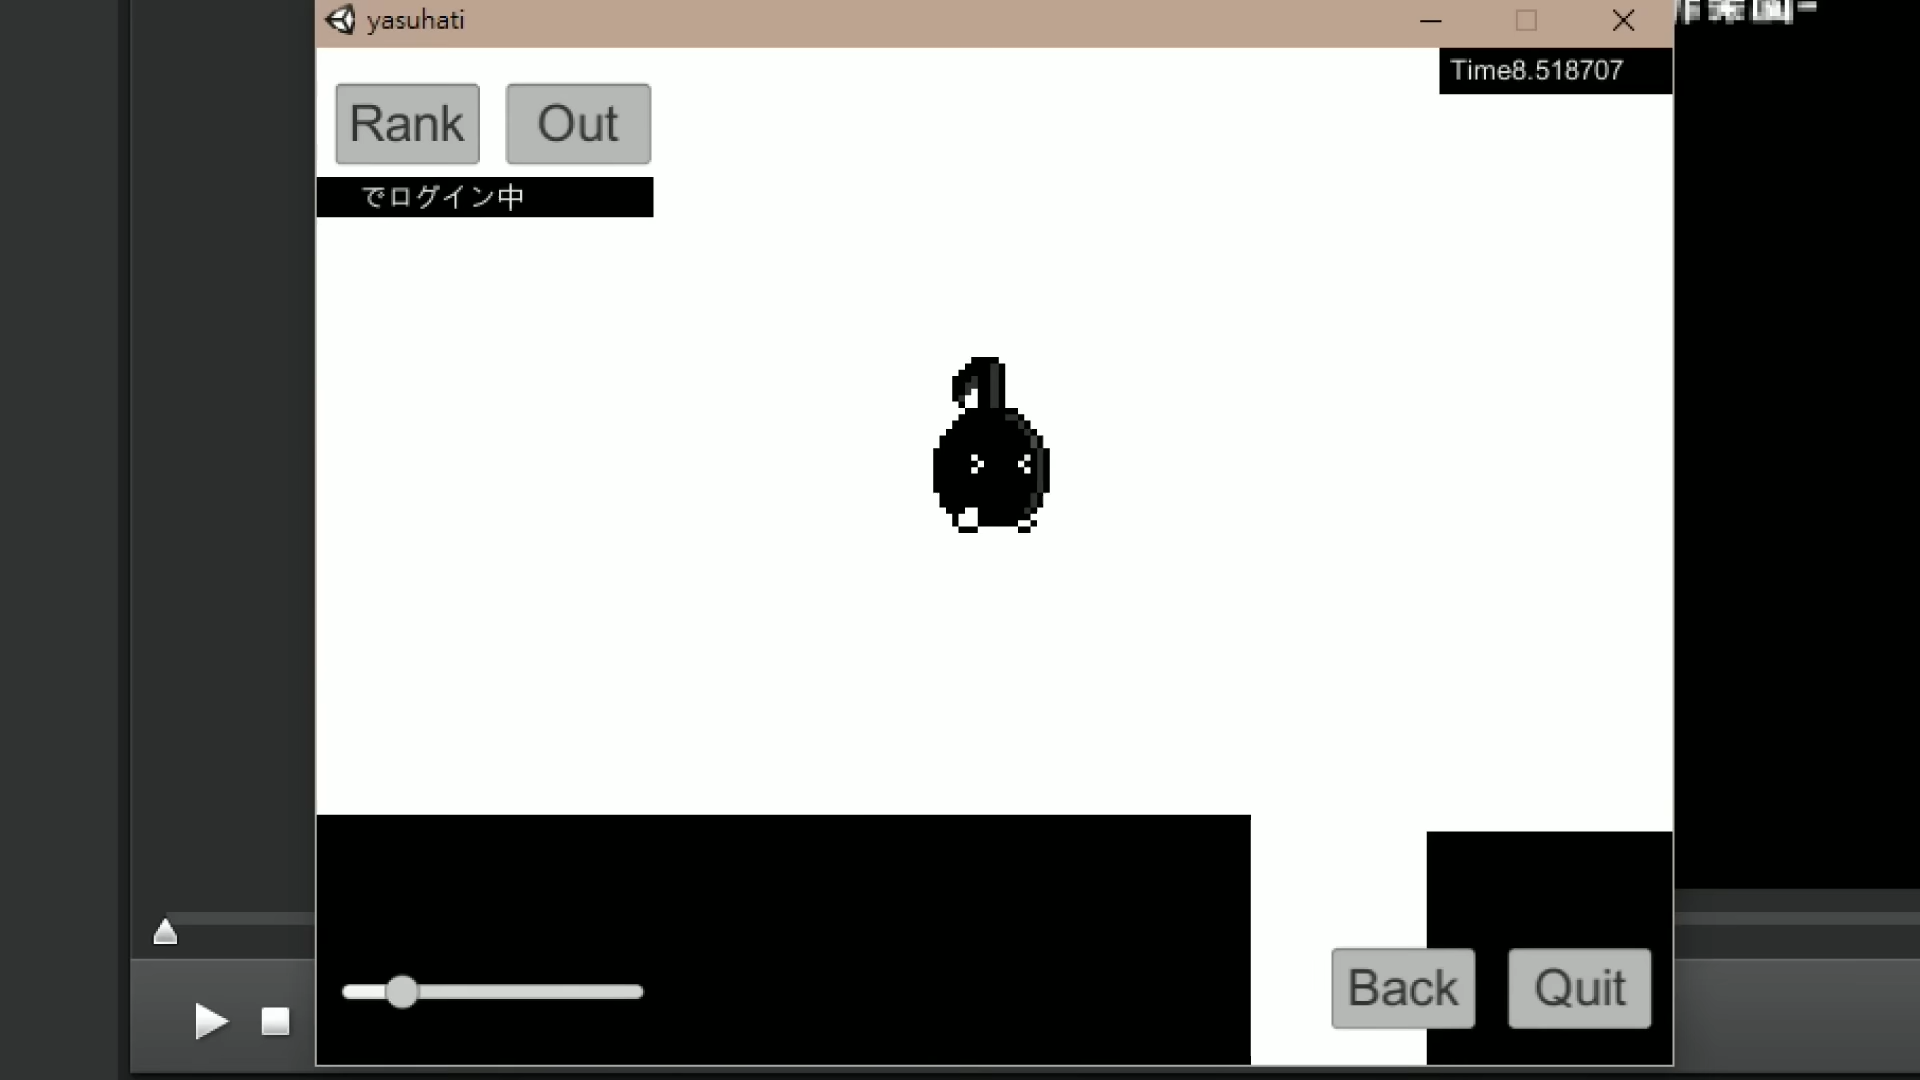 yasuhati
Time8.518707
Rank
Out
でログイン中
Back
Quit